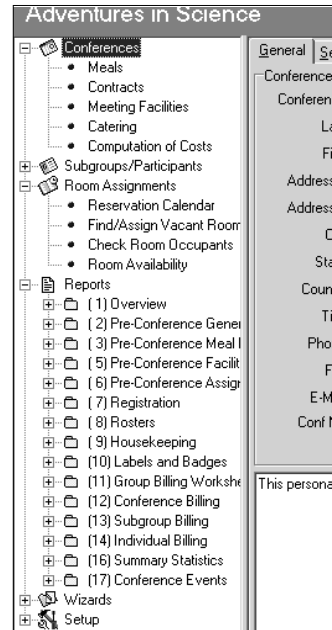 Adventures in Science
Conferences
Meals
Contracts
Meeting Facilities
Catering
Computation of Costs
Subgroups/Participants
Room Assignments
Reservation Calendar
Find/Assign Vacant Room
Check Room Occupants
Room Availability
Reports
( 1) Overview
( 2) Pre-Conference Gener
( 3) Pre-Conference Meal
( 5) Pre-Conference Facilit
( 6) Pre-Conference Assign
( 7) Registration
( 8) Rosters
( 9) Housekeeping
(10) Labels and Badges
(11) Group Billing Workshe
(12) Conference Billing
(13) Subgroup Billing
(14) Individual Billing
(16) Summary Statistics
(17) Conference Events
Wizards
Setup
General Se
Conference
Conferen
La
Fi
Address
Address
C
Sta
Coun
Ti
Pho
F
E-M
Conf N
This persona